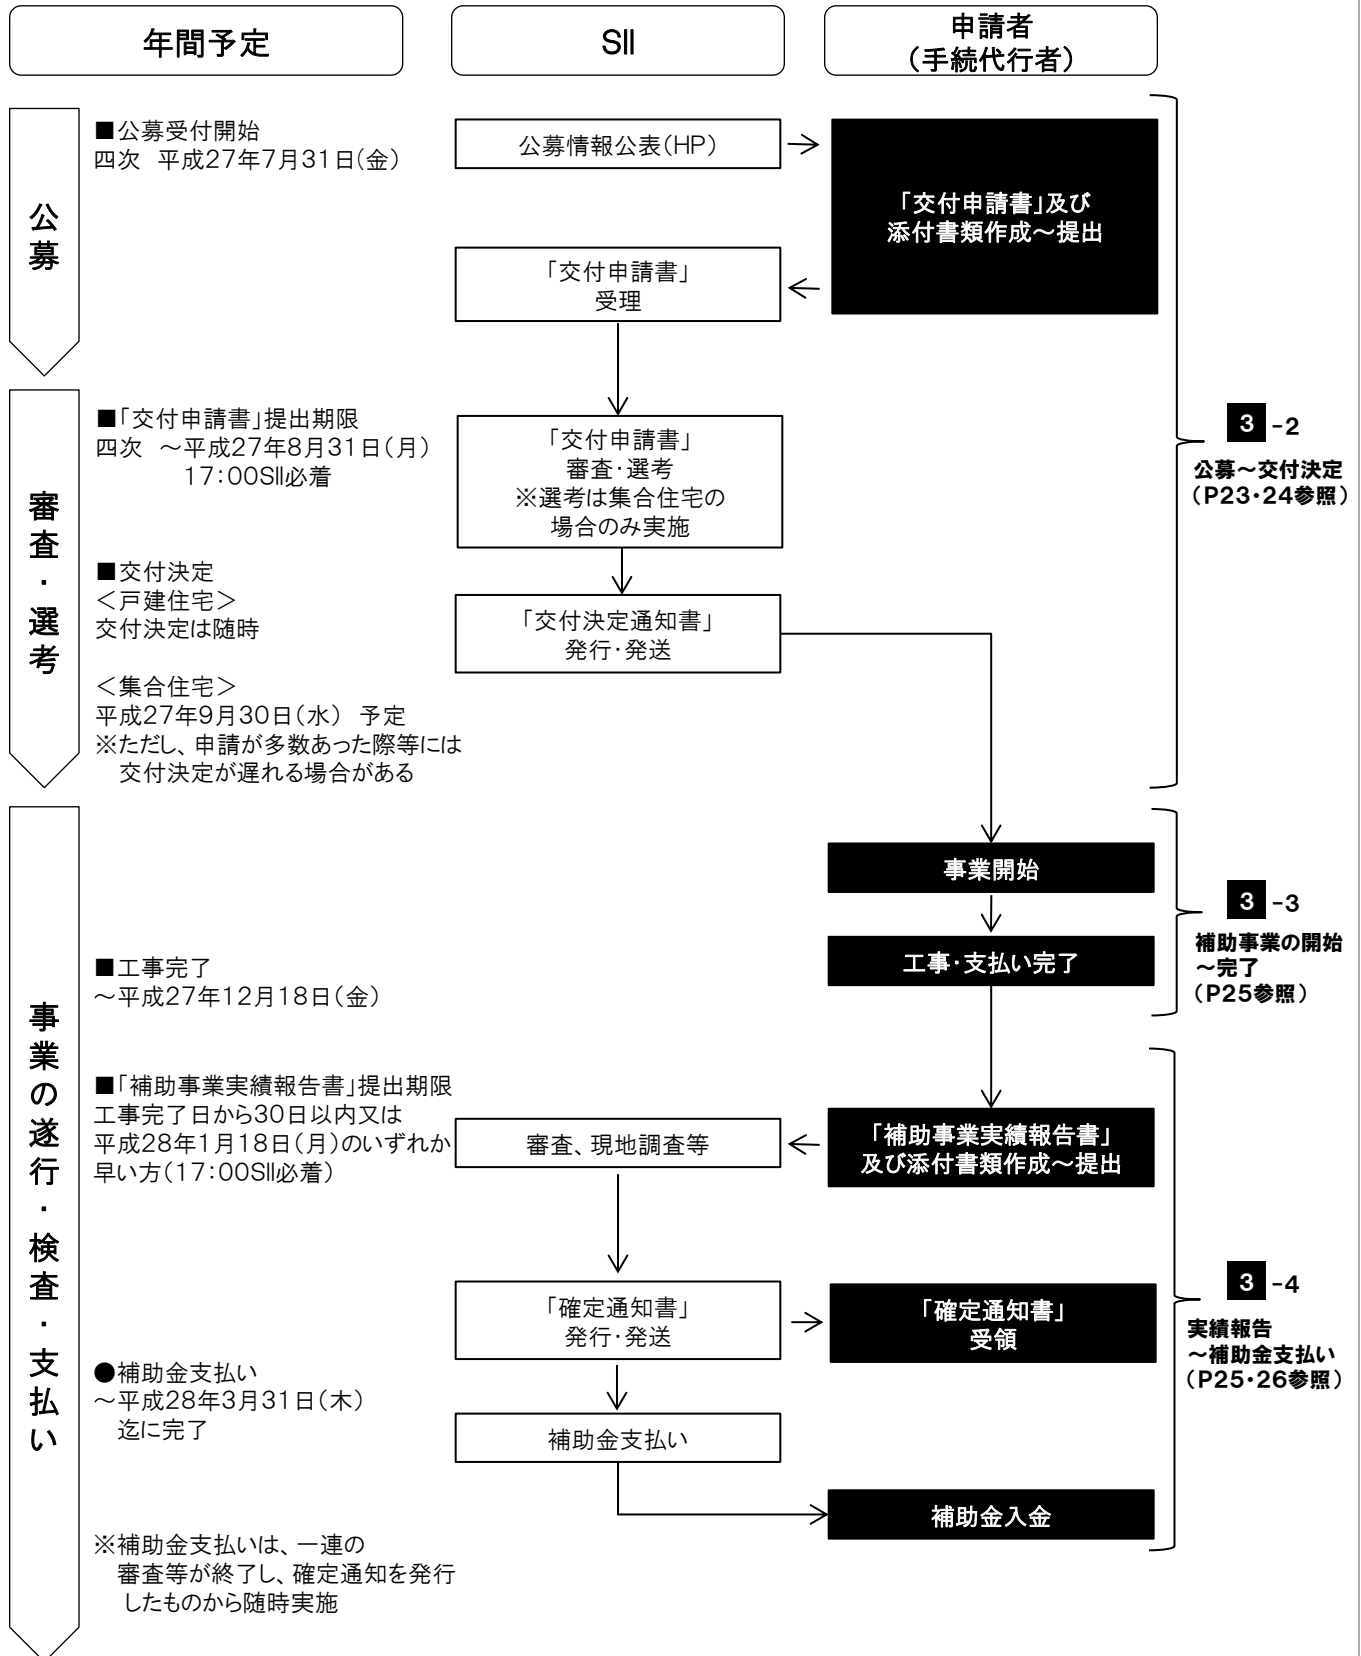 年間予定
SII
申請者
（手続代行者）
公募
■公募受付開始
四次 平成27年7月31日(金)
公募情報公表(HP)
「交付申請書」及び
添付書類作成～提出
「交付申請書」
受理
審査・選考
■「交付申請書」提出期限
四次 ～平成27年8月31日(月)
17:00SII必着
「交付申請書」
審査・選考
※選考は集合住宅の
場合のみ実施
■交付決定
＜戸建住宅＞
交付決定は随時
「交付決定通知書」
発行・発送
＜集合住宅＞
平成27年9月30日(水) 予定
※ただし、申請が多数あった際等には
交付決定が遅れる場合がある
3 -2
公募～交付決定
(P23・24参照)
事業の遂行・検査・支払い
事業開始
工事・支払い完了
■工事完了
～平成27年12月18日(金)
3 -3
補助事業の開始
～完了
(P25参照)
■「補助事業実績報告書」提出期限
工事完了日から30日以内又は
平成28年1月18日(月)のいずれか
早い方(17:00SII必着)
審査、現地調査等
「補助事業実績報告書」
及び添付書類作成～提出
「確定通知書」
発行・発送
「確定通知書」
受領
●補助金支払い
～平成28年3月31日(木)
迄に完了
補助金支払い
補助金入金
※補助金支払いは、一連の
審査等が終了し、確定通知を発行
したものから随時実施
3 -4
実績報告
～補助金支払い
(P25・26参照)